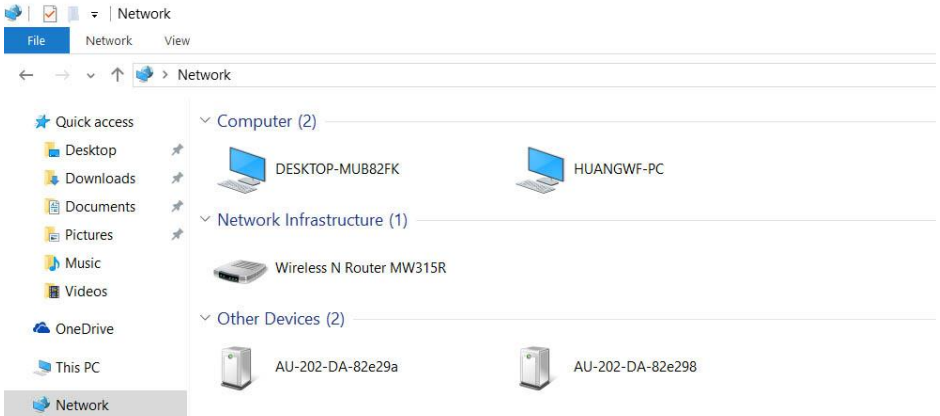 Network
File Network View
Network
Quick access
Desktop
Downloads
Documents
Pictures
Music
Videos
OneDrive
This PC
Network
Computer (2)
DESKTOP-MUB82FK HUANGWF-PC
Network Infrastructure (1)
Wireless N Router MW315R
Other Devices (2)
AU-202-DA-82e29a AU-202-DA-82e298